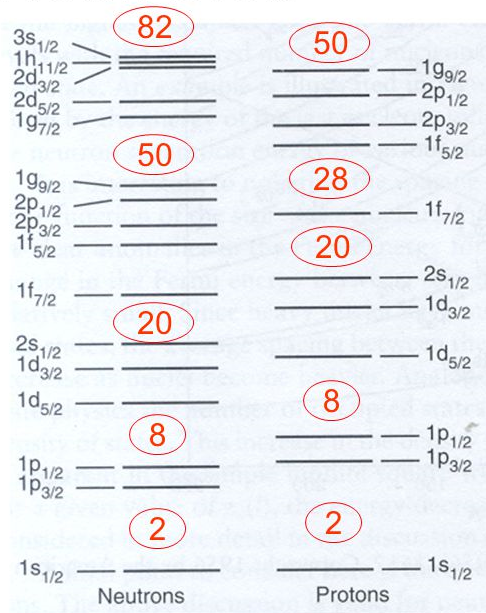 82
50
3s1/2
1h11/2
2d3/2
2d5/2
1g7/2
1g9/2
2p1/2
2p3/2
1f5/2
50
28
1g9/2
2p1/2
2p3/2
1f5/2
1f7/2
1f7/2
20
20
2s1/2
1d3/2
2s1/2
1d3/2
1d5/2
1d5/2
8
8
1p1/2
1p3/2
1p1/2
1p3/2
2
2
1s1/2
1s1/2
Neutrons
Protons